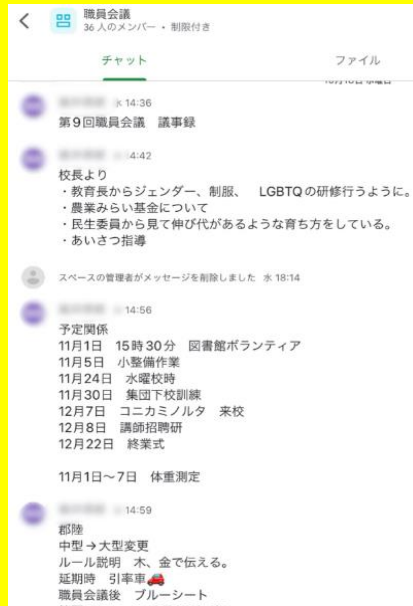 職員会議
36 人のメンバー・制限付き
チャット
ファイル
水 14:36
第9回職員会議 議事録
14:42
校長より
・教育長からジェンダー、制服、 LGBTQの研修行うように。
・農業みらい基金について
・民生委員から見て伸び代があるような育ち方をしている。
・あいさつ指導
スペースの管理者がメッセージを削除しました 水 18:14
14:56
予定関係
11月1日 15時30分 図書館ボランティア
11月5日 小整備作業
11月24日 水曜校時
11月30日 集団下校訓練
12月7日 コニカミノルタ 来校
12月8日 講師招聘研
12月22日 終業式
11月1日～7日 体重測定
14:59
郡陸
中型→大型変更
ルール説明 木、金で伝える。
延期時 引率車🚗
職員会議後 ブルーシート